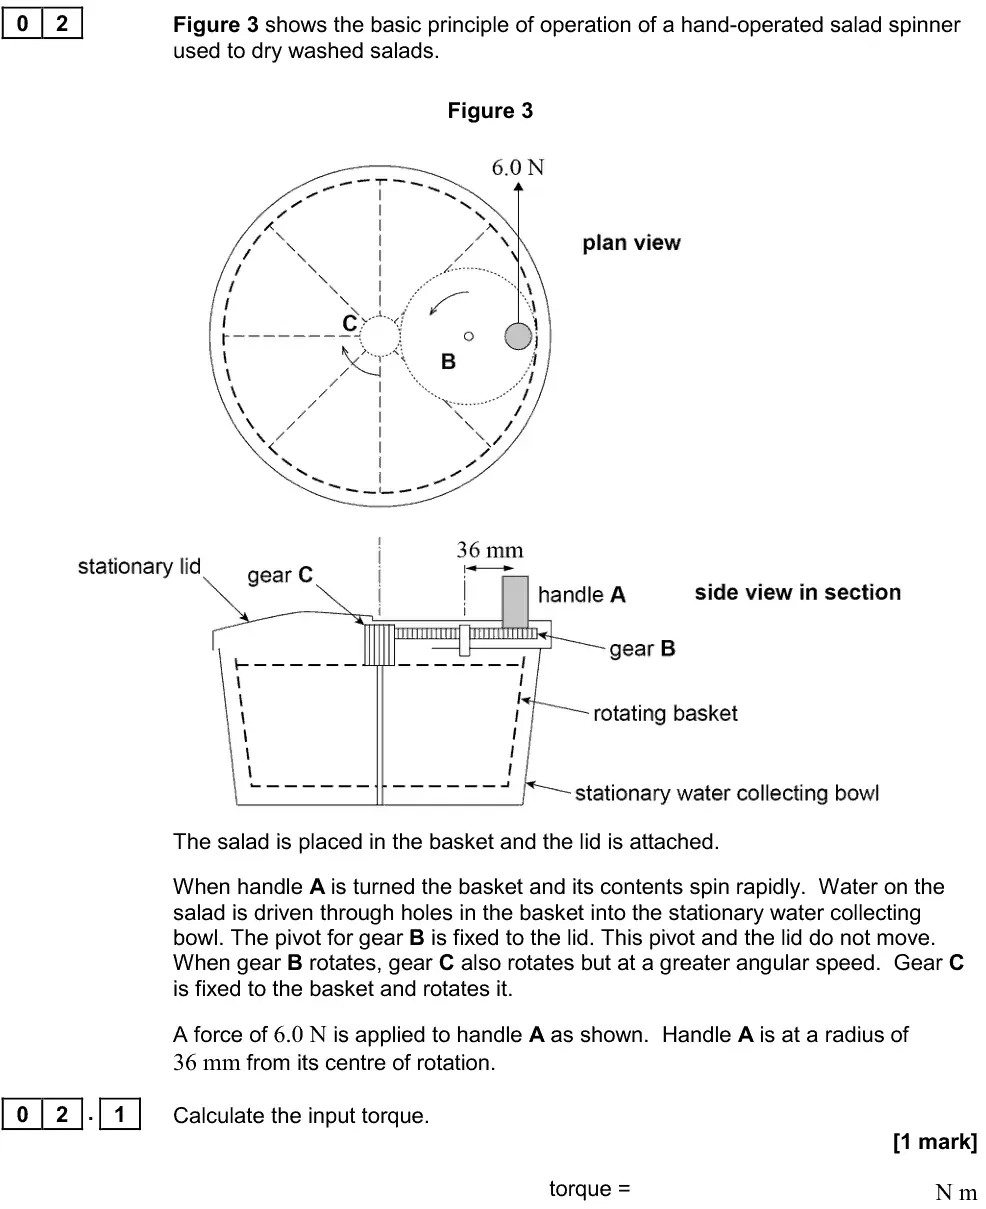 0 2
Figure 3 shows the basic principle of operation of a hand-operated salad spinner
used to dry washed salads.
Figure 3
6.0 N
plan view
C
B
36 mm
stationary lid
gear C
handle A
side view in section
gear B
rotating basket
stationary water collecting bowl
The salad is placed in the basket and the lid is attached.
When handle A is turned the basket and its contents spin rapidly. Water on the
salad is driven through holes in the basket into the stationary water collecting
bowl. The pivot for gear B is fixed to the lid. This pivot and the lid do not move.
When gear B rotates, gear C also rotates but at a greater angular speed. Gear C
is fixed to the basket and rotates it.
A force of 6.0 N is applied to handle A as shown. Handle A is at a radius of
36 mm from its centre of rotation.
0 2 . 1 Calculate the input torque.
[1 mark]
torque = N m